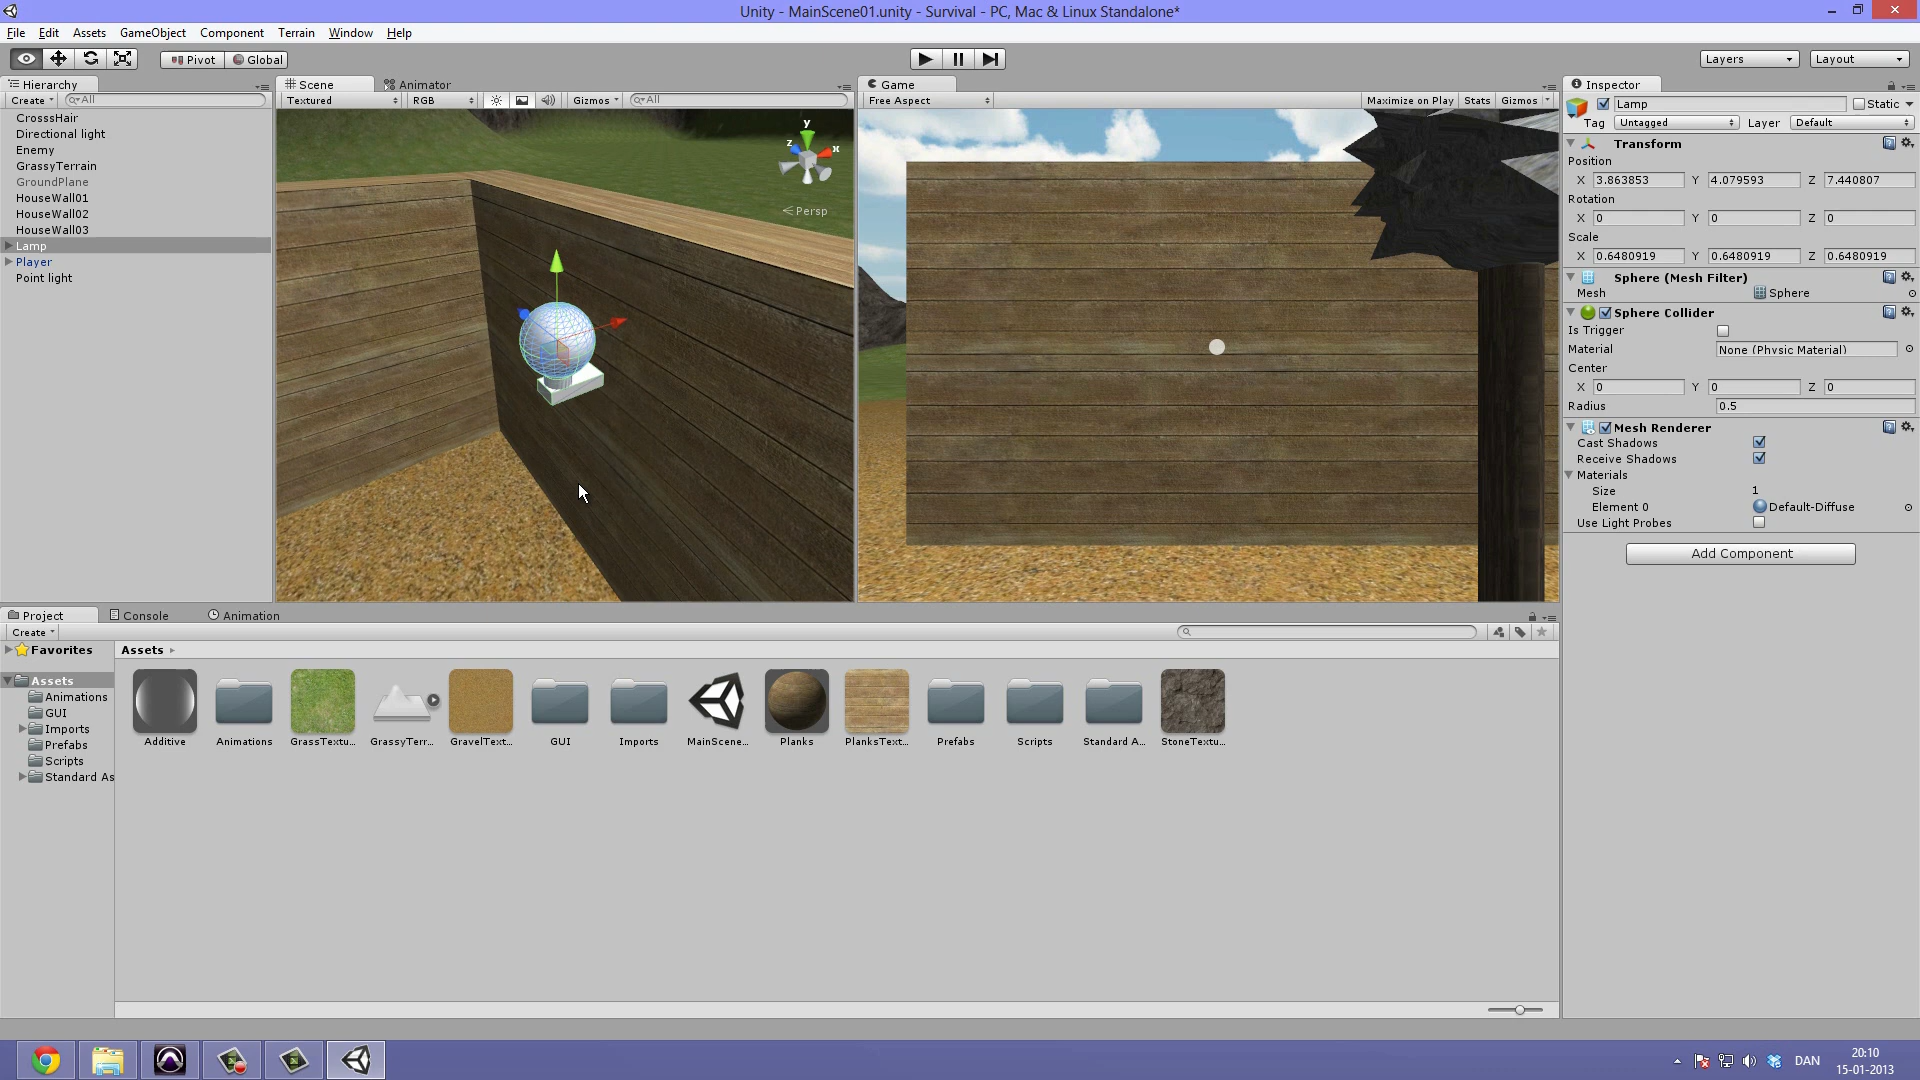 Unity - MainScene01.unity - Survival - PC, Mac & Linux Standalone*
File Edit Assets GameObject Component Terrain Window Help
Pivot Global Layers Layout
Hierarchy
Create All
CrosssHair
Directional light
Enemy
GrassyTerrain
GroundPlane
HouseWall01
HouseWall02
HouseWall03
Lamp
Player
Point light
Scene Animator
Textured RGB Gizmos All
y
z x
Persp
Game
Free Aspect Maximize on Play Stats Gizmos
Inspector
Lamp Static
Tag Untagged Layer Default
Transform
Position
X 3.863853 Y 4.079593 Z 7.440807
Rotation
X 0 Y 0 Z 0
Scale
X 0.6480919 Y 0.6480919 Z 0.6480919
Sphere (Mesh Filter)
Mesh Sphere
Sphere Collider
Is Trigger
Material None (Physic Material)
Center
X 0 Y 0 Z 0
Radius 0.5
Mesh Renderer
Cast Shadows
Receive Shadows
Materials
Size 1
Element 0 Default-Diffuse
Use Light Probes
Add Component
Project Console Animation
Create
Favorites
Assets
Animations
GUI
Imports
Prefabs
Scripts
Standard As
Assets
Additive Animations GrassTextu... GrassyTerr... GravelText... GUI Imports MainScene... Planks PlanksText... Prefabs Scripts Standard A... StoneTextu...
DAN
20:10
15-01-2013